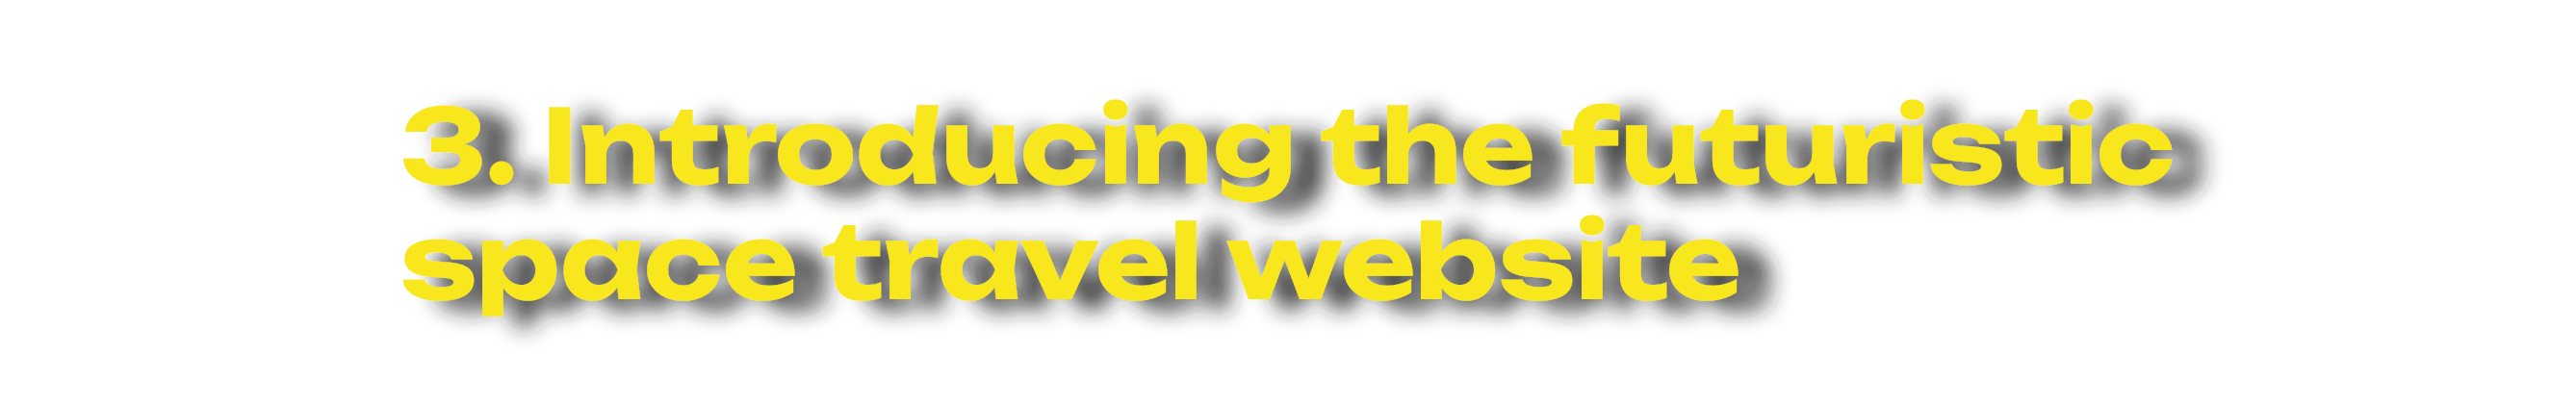 3. Introducing the futuristic
space travel website